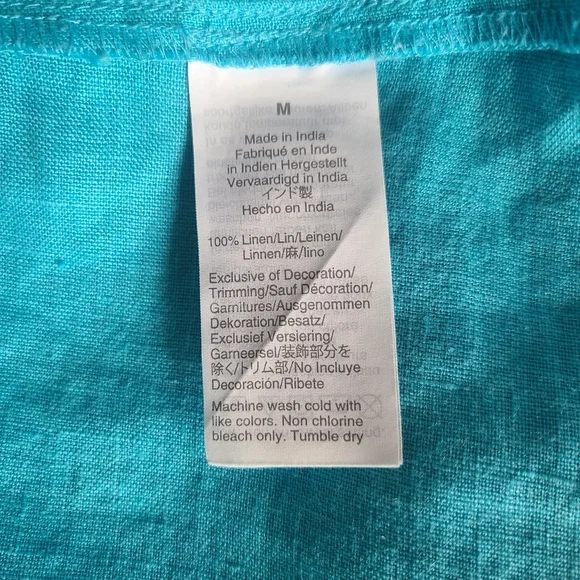 M
Made in India
Fabriqué en Inde
in Indien Hergestellt
Vervaardigd in India
インド製
Hecho en India
100% Linen/Lin/Leinen/
Linnen/麻/lino
Exclusive of Decoration/
Trimming/Sauf Décoration/
Garnitures/Ausgenommen
Dekoration/Besatz/
Exclusief Versiering/
Garneersel/装飾部分を
除く/トリム部/No Incluye
Decoración/Ribete
Machine wash cold with
like colors. Non chlorine
bleach only. Tumble dry